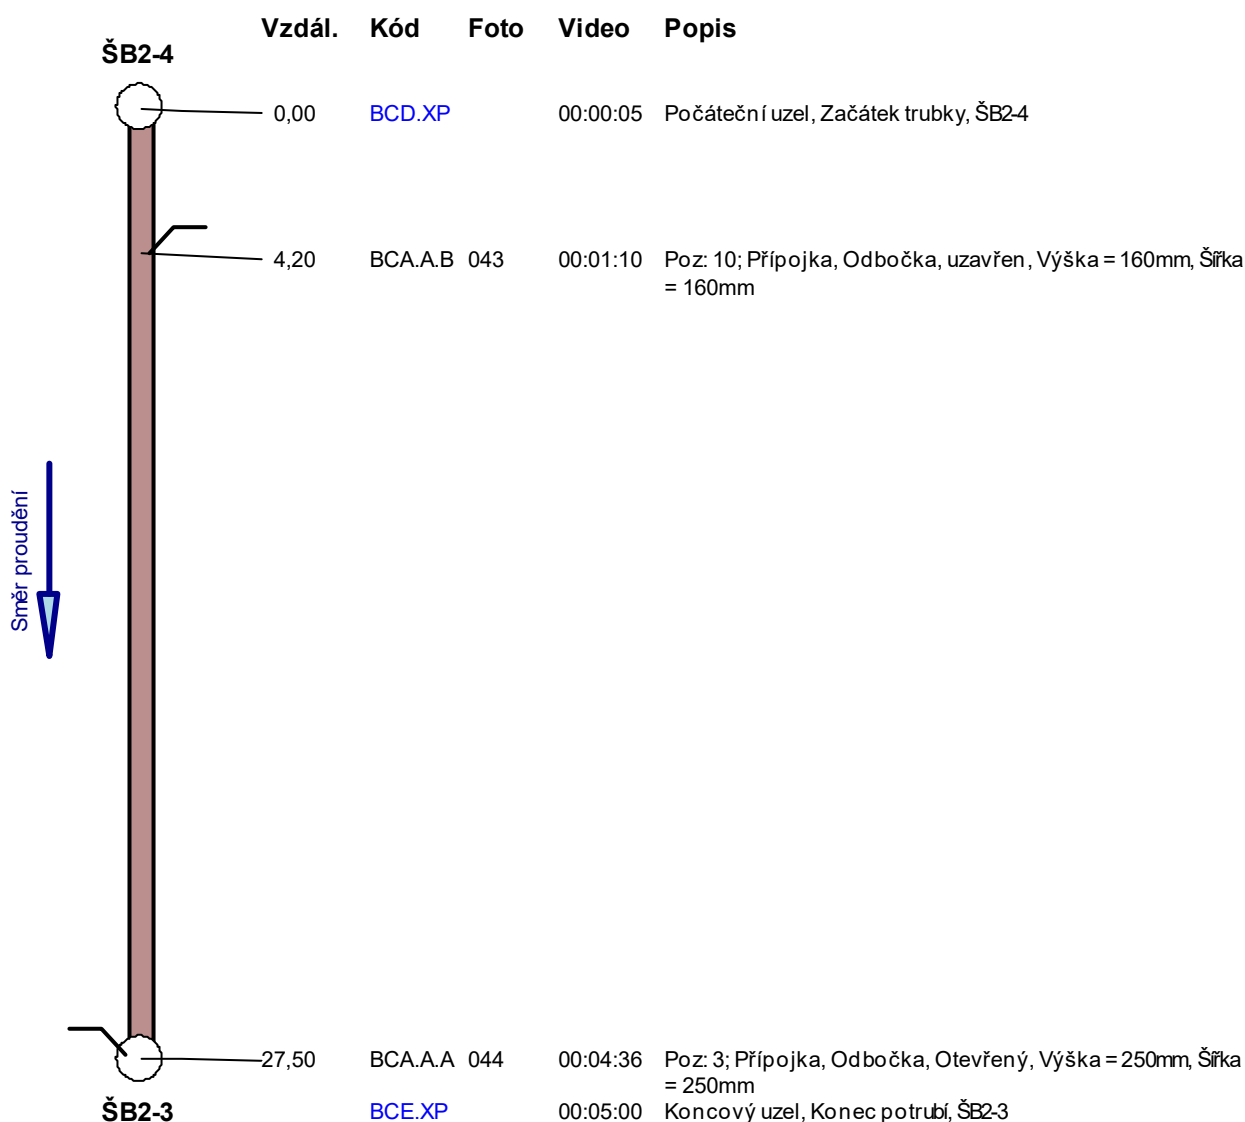 Vzdál. Kód Foto Video Popis
ŠB2-4
0,00 BCD.XP 00:00:05 Počáteční uzel, Začátek trubky, ŠB2-4
4,20 BCA.A.B 043 00:01:10 Poz: 10; Přípojka, Odbočka, uzavřen, Výška = 160mm, Šířka
= 160mm
Směr proudění
27,50 BCA.A.A 044 00:04:36 Poz: 3; Přípojka, Odbočka, Otevřený, Výška = 250mm, Šířka
= 250mm
ŠB2-3 BCE.XP 00:05:00 Koncový uzel, Konec potrubí, ŠB2-3